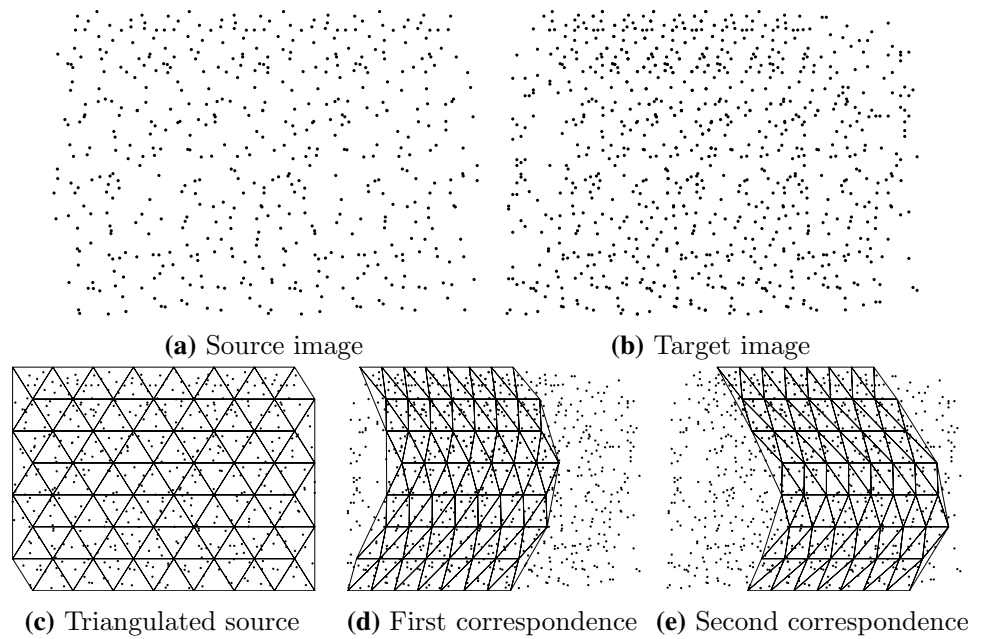 (a) Source image
(b) Target image
(c) Triangulated source
(d) First correspondence
(e) Second correspondence